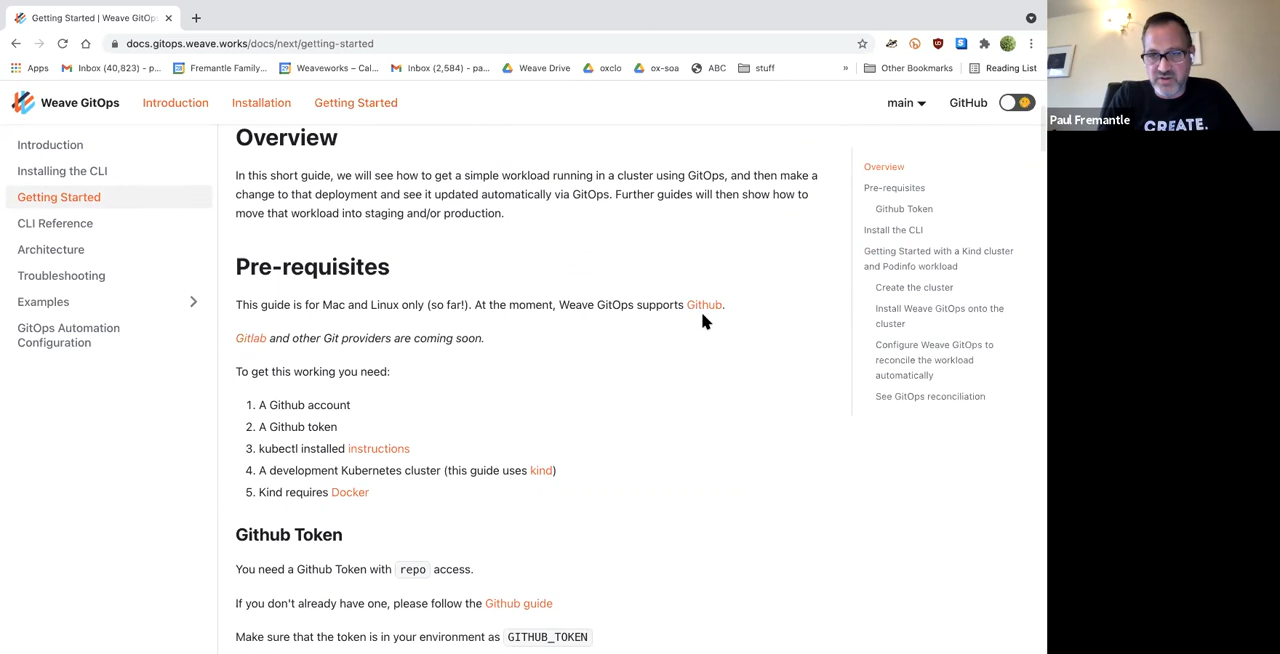 Getting Started | Weave GitOp
docs.gitops.weave.works/docs/next/getting-started
Apps
Inbox (40,823) - p...
Fremantle Family...
Weaveworks – Cal...
Inbox (2,584) - pa...
Weave Drive
oxclo
ox-soa
ABC
stuff
»
Other Bookmarks
Reading List
Weave GitOps
Introduction
Installation
Getting Started
main
GitHub
Paul Fremantle
CREATE.
Introduction
Installing the CLI
Getting Started
CLI Reference
Architecture
Troubleshooting
Examples
GitOps Automation
Configuration
Overview
In this short guide, we will see how to get a simple workload running in a cluster using GitOps, and then make a
change to that deployment and see it updated automatically via GitOps. Further guides will then show how to
move that workload into staging and/or production.
Pre-requisites
This guide is for Mac and Linux only (so far!). At the moment, Weave GitOps supports Github.
Gitlab and other Git providers are coming soon.
To get this working you need:
1. A Github account
2. A Github token
3. kubectl installed instructions
4. A development Kubernetes cluster (this guide uses kind)
5. Kind requires Docker
Github Token
You need a Github Token with repo access.
If you don't already have one, please follow the Github guide
Make sure that the token is in your environment as GITHUB_TOKEN
Overview
Pre-requisites
Github Token
Install the CLI
Getting Started with a Kind cluster
and Podinfo workload
Create the cluster
Install Weave GitOps onto the
cluster
Configure Weave GitOps to
reconcile the workload
automatically
See GitOps reconciliation